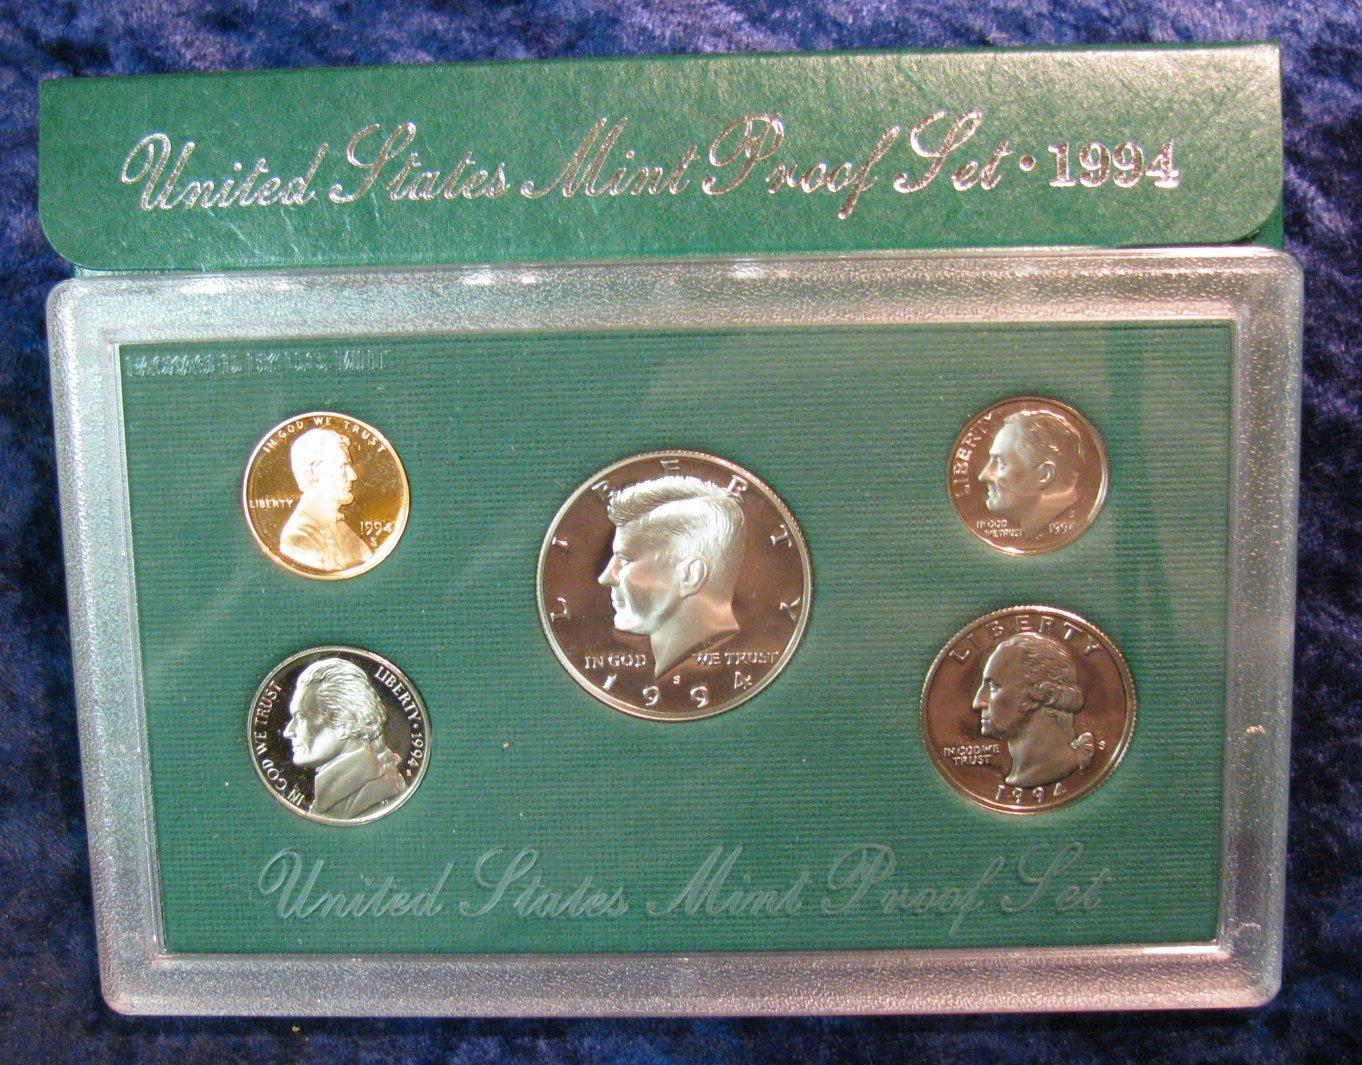 United States Mint Proof Set · 1994
PACKAGED BY U.S. MINT
IN GOD WE TRUST
LIBERTY
1994
S
LIBERTY
IN GOD WE TRUST
1994
S
LIBERTY
IN GOD
WE TRUST
1994
S
IN GOD WE TRUST
LIBERTY · 1994
S
LIBERTY
IN GOD WE
TRUST
S
1994
United States Mint Proof Set